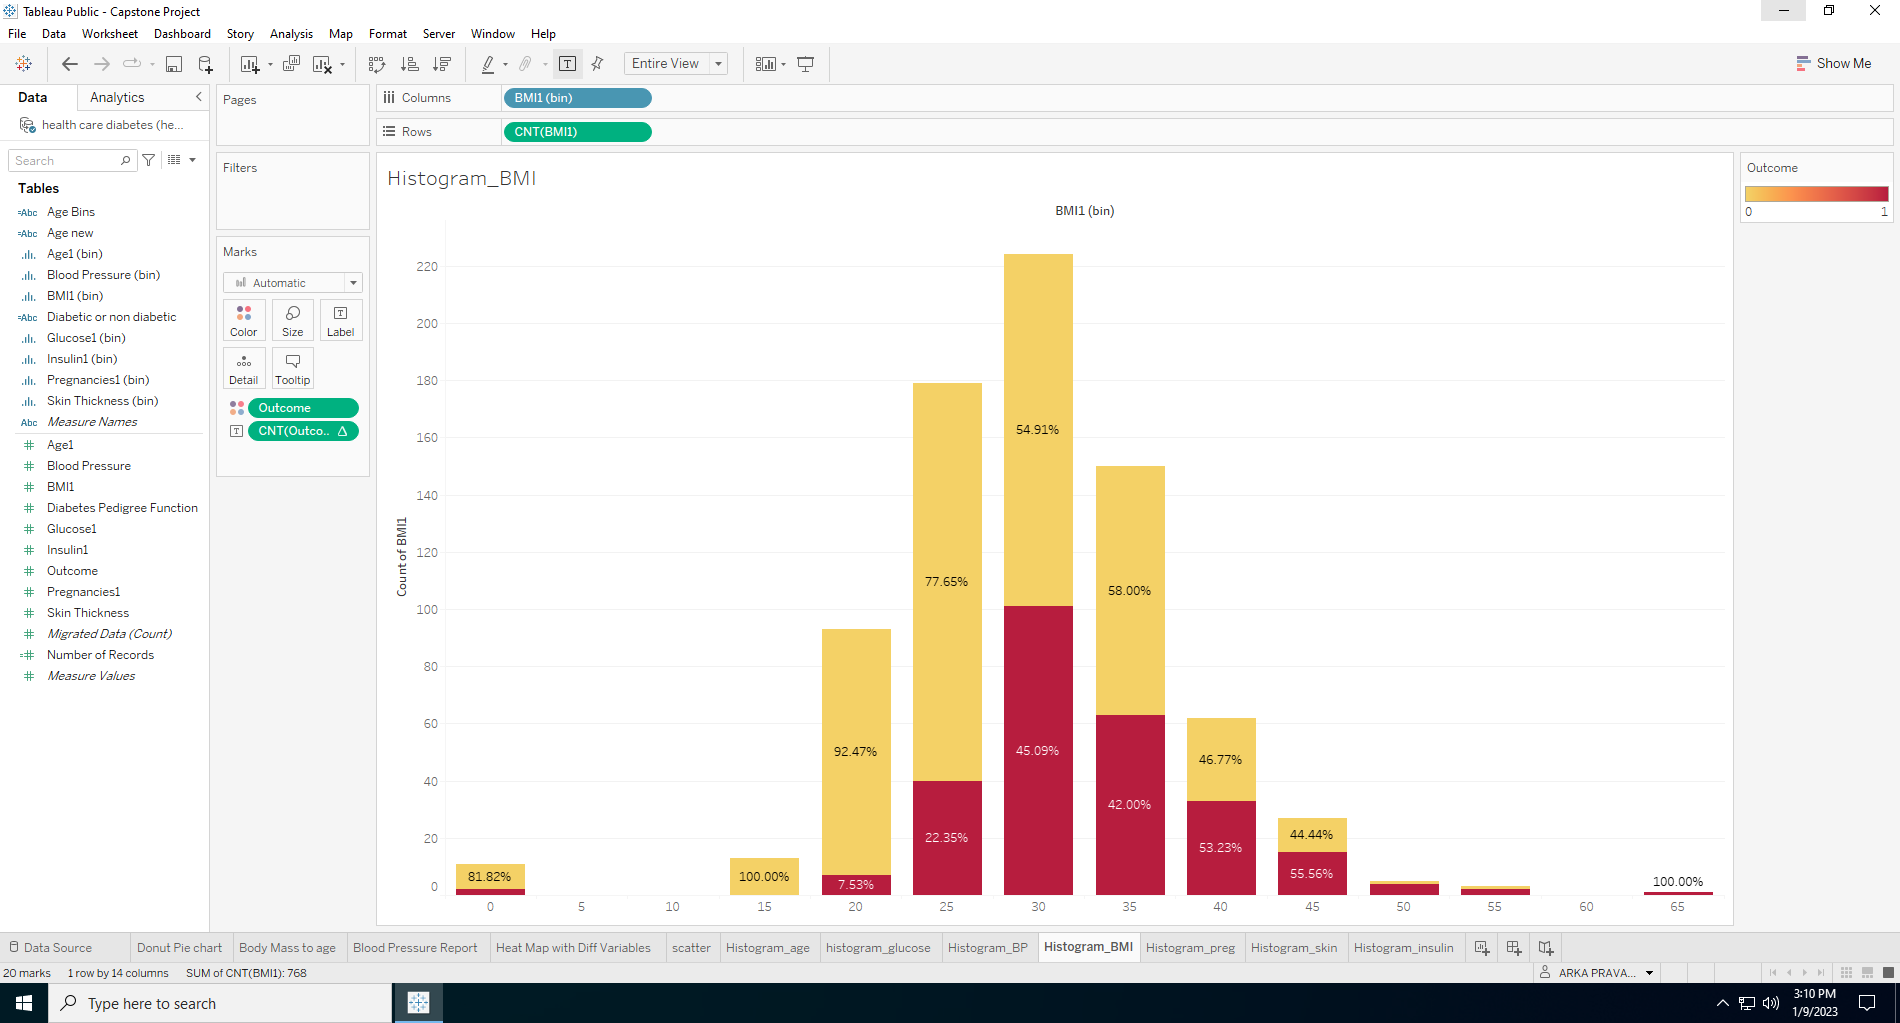 Tableau Public - Capstone Project
File Data Worksheet Dashboard Story Analysis Map Format Server Window Help
Entire View
Show Me
Data Analytics
health care diabetes (he...
Search
Tables
Abc Age Bins
Abc Age new
Age1 (bin)
Blood Pressure (bin)
BMI1 (bin)
Abc Diabetic or non diabetic
Glucose1 (bin)
Insulin1 (bin)
Pregnancies1 (bin)
Skin Thickness (bin)
Abc Measure Names
Age1
Blood Pressure
BMI1
Diabetes Pedigree Function
Glucose1
Insulin1
Outcome
Pregnancies1
Skin Thickness
Migrated Data (Count)
Number of Records
Measure Values
Pages
Filters
Marks
Automatic
Color Size Label
Detail Tooltip
Outcome
CNT(Outco..
Columns BMI1 (bin)
Rows CNT(BMI1)
Histogram_BMI
BMI1 (bin)
Count of BMI1
220
200
180
160
140
120
100
80
60
40
20
0
81.82%
100.00%
92.47%
7.53%
77.65%
22.35%
54.91%
45.09%
58.00%
42.00%
46.77%
53.23%
44.44%
55.56%
100.00%
0 5 10 15 20 25 30 35 40 45 50 55 60 65
Outcome
0 1
Data Source Donut Pie chart Body Mass to age Blood Pressure Report Heat Map with Diff Variables scatter Histogram_age histogram_glucose Histogram_BP Histogram_BMI Histogram_preg Histogram_skin Histogram_insulin
20 marks 1 row by 14 columns SUM of CNT(BMI1): 768
ARKA PRAVA...
Type here to search
3:10 PM
1/9/2023